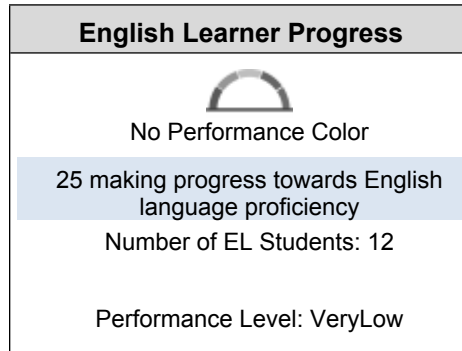 English Learner Progress
No Performance Color
25 making progress towards English
language proficiency
Number of EL Students: 12
Performance Level: VeryLow